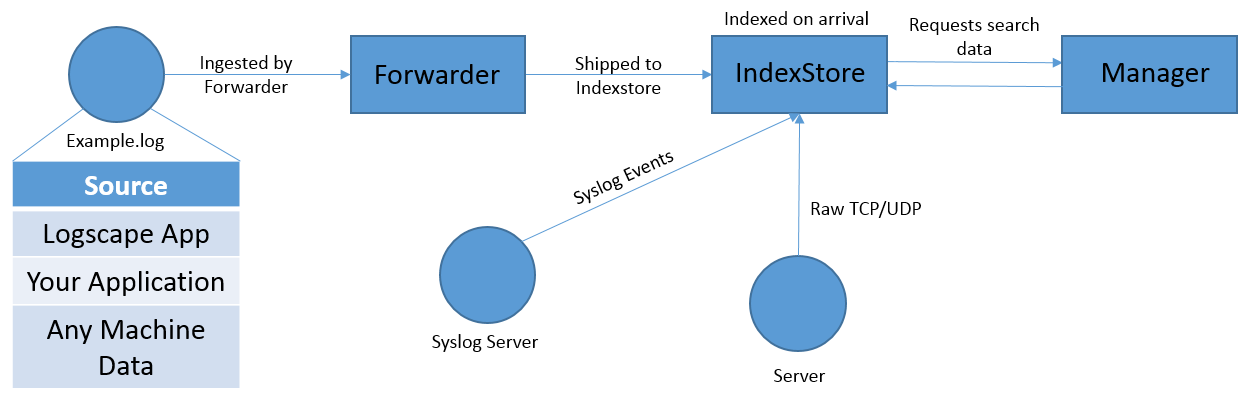 Indexed on arrival
Requests search
data
Ingested by
Forwarder
Forwarder
Shipped to
Indexstore
IndexStore
Manager
Example.log
Source
Logscape App
Your Application
Any Machine
Data
Syslog Events
Raw TCP/UDP
Syslog Server
Server